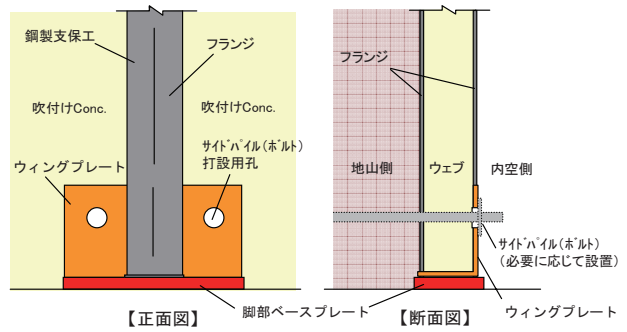 鋼製支保工
フランジ
吹付けConc.
吹付けConc.
ウィングプレート
サイドパイル(ボルト)
打設用孔
フランジ
地山側
ウェブ
内空側
サイドパイル(ボルト)
(必要に応じて設置)
脚部ベースプレート
ウィングプレート
【正面図】
【断面図】